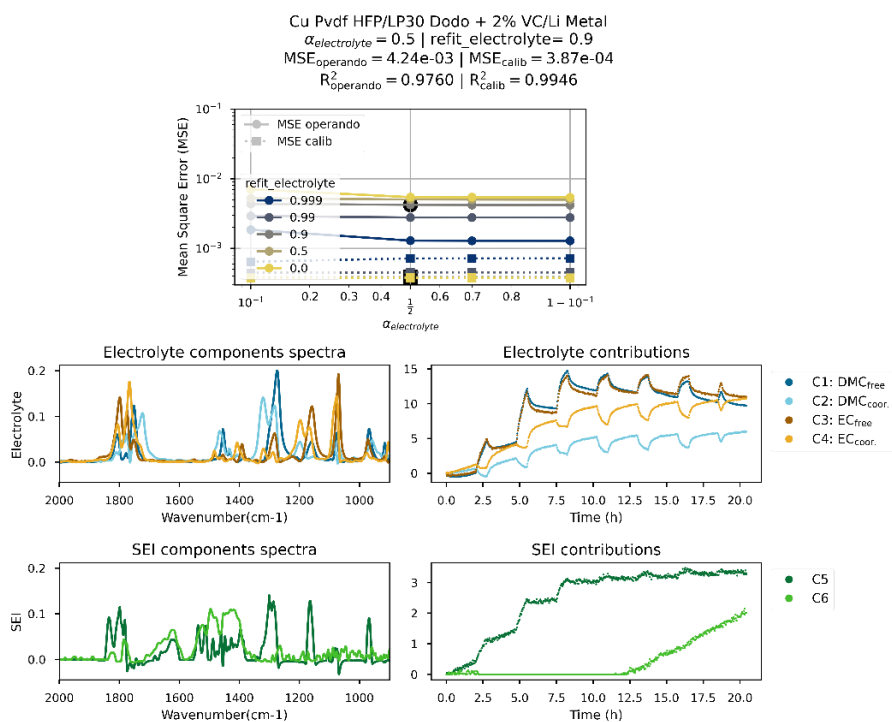 Cu Pvdf HFP/LP30 Dodo + 2% VC/Li Metal
α_electrolyte = 0.5 | refit_electrolyte= 0.9
MSE_operando = 4.24e-03 | MSE_calib = 3.87e-04
R²_operando = 0.9760 | R²_calib = 0.9946
Mean Square Error (MSE)
10⁻¹
10⁻²
10⁻³
MSE operando
MSE calib
refit_electrolyte
0.999
0.99
0.9
0.5
0.0
10⁻¹ 0.2 0.3 0.4 1/2 0.6 0.7 0.8 1−10⁻¹
α_electrolyte
Electrolyte components spectra
Electrolyte
0.2
0.1
0.0
2000 1800 1600 1400 1200 1000
Wavenumber(cm-1)
Electrolyte contributions
15
10
5
0
0.0 2.5 5.0 7.5 10.0 12.5 15.0 17.5 20.0
Time (h)
C1: DMC_free
C2: DMC_coor.
C3: EC_free
C4: EC_coor.
SEI components spectra
SEI
0.2
0.1
0.0
2000 1800 1600 1400 1200 1000
Wavenumber(cm-1)
SEI contributions
3
2
1
0
0.0 2.5 5.0 7.5 10.0 12.5 15.0 17.5 20.0
Time (h)
C5
C6